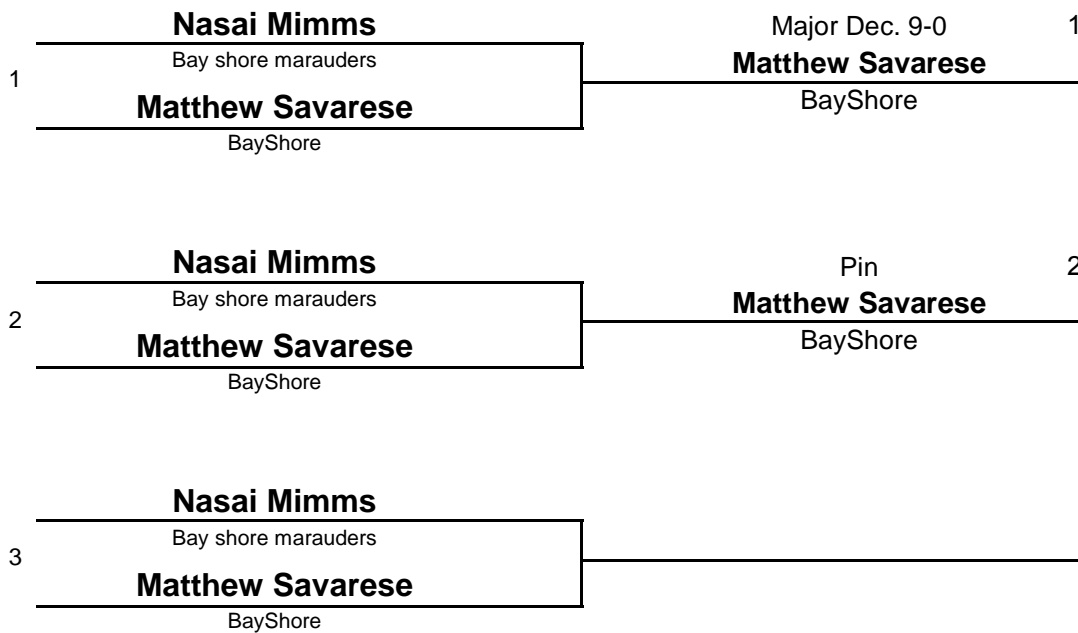 Nasai Mimms
Bay shore marauders
1
Matthew Savarese
BayShore
Major Dec. 9-0
1
Matthew Savarese
BayShore
Nasai Mimms
Bay shore marauders
2
Matthew Savarese
BayShore
Pin
2
Matthew Savarese
BayShore
Nasai Mimms
Bay shore marauders
3
Matthew Savarese
BayShore